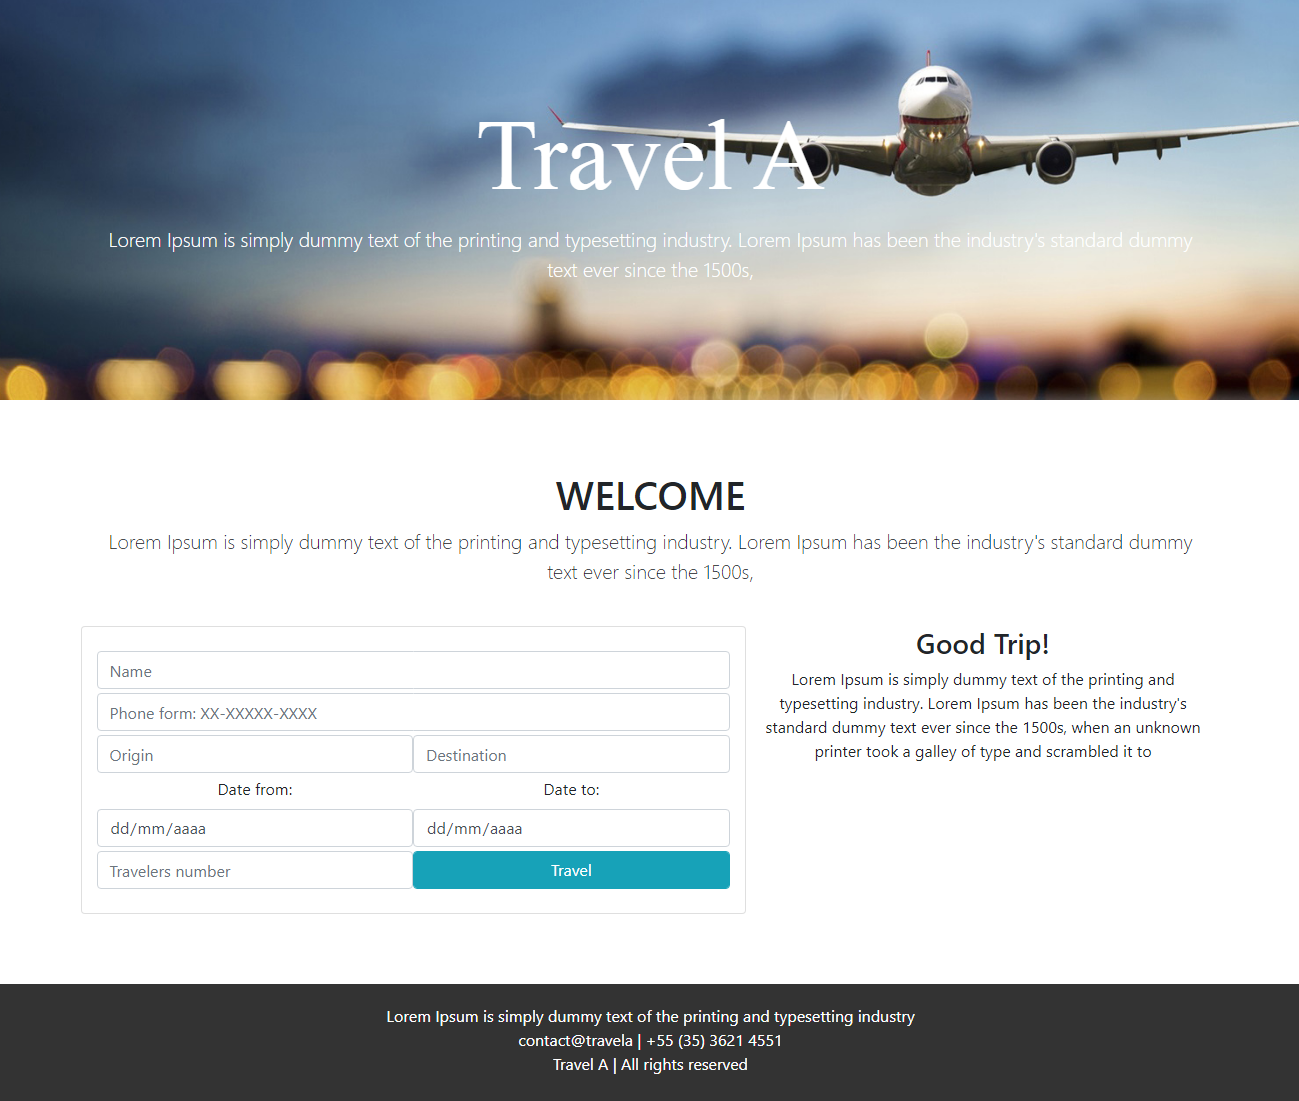 Travel A
Lorem Ipsum is simply dummy text of the printing and typesetting industry. Lorem Ipsum has been the industry's standard dummy
text ever since the 1500s,
WELCOME
Lorem Ipsum is simply dummy text of the printing and typesetting industry. Lorem Ipsum has been the industry's standard dummy
text ever since the 1500s,
Name
Phone form: XX-XXXXX-XXXX
Origin
Destination
Date from:
Date to:
dd/mm/aaaa
dd/mm/aaaa
Travelers number
Travel
Good Trip!
Lorem Ipsum is simply dummy text of the printing and
typesetting industry. Lorem Ipsum has been the industry's
standard dummy text ever since the 1500s, when an unknown
printer took a galley of type and scrambled it to
Lorem Ipsum is simply dummy text of the printing and typesetting industry
contact@travela | +55 (35) 3621 4551
Travel A | All rights reserved